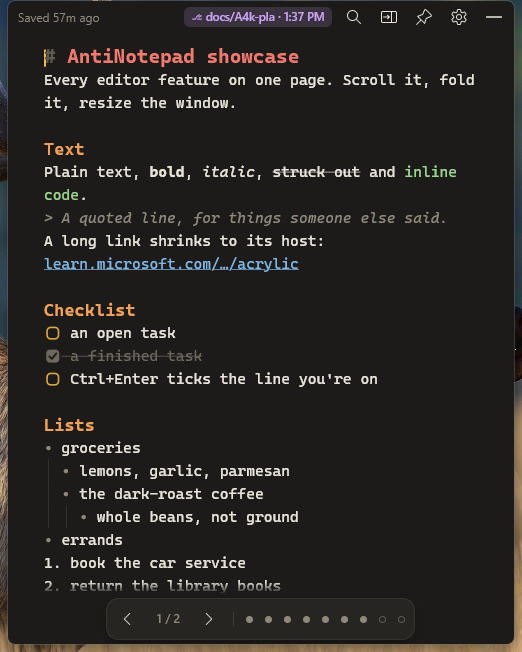 Saved 57m ago
docs/A4k-pla · 1:37 PM
# AntiNotepad showcase
Every editor feature on one page. Scroll it, fold
it, resize the window.
Text
Plain text, bold, italic, struck out and inline
code.
> A quoted line, for things someone else said.
A long link shrinks to its host:
learn.microsoft.com/…/acrylic
Checklist
an open task
a finished task
Ctrl+Enter ticks the line you're on
Lists
• groceries
• lemons, garlic, parmesan
• the dark-roast coffee
• whole beans, not ground
• errands
1. book the car service
2. return the library books
1 / 2